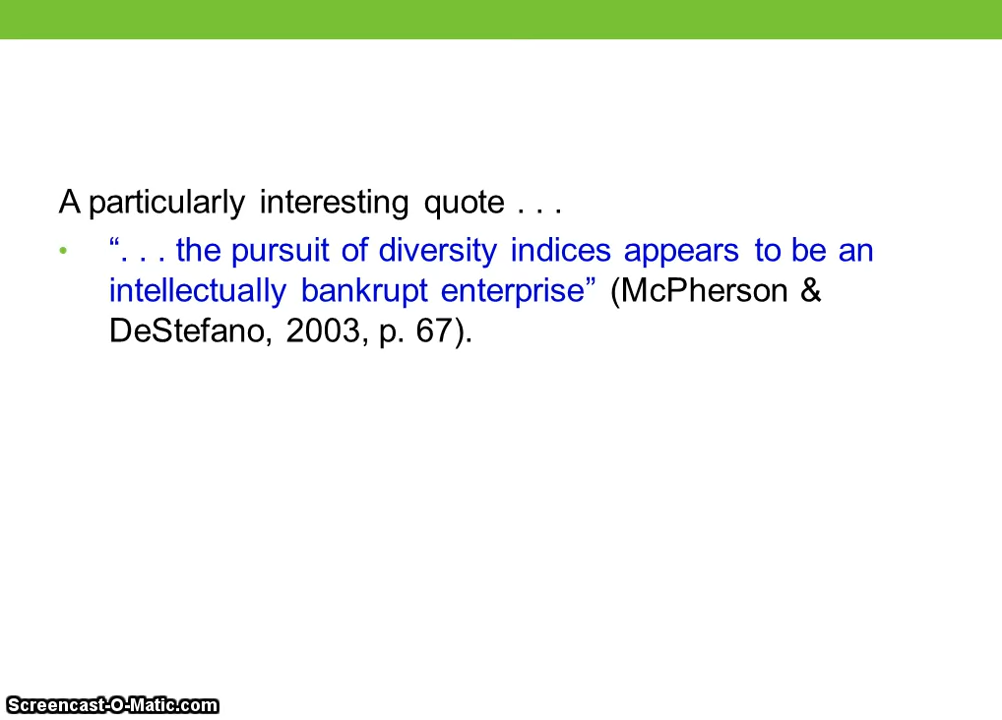 A particularly interesting quote . . .
• “. . . the pursuit of diversity indices appears to be an
intellectually bankrupt enterprise” (McPherson &
DeStefano, 2003, p. 67).
Screencast-O-Matic.com